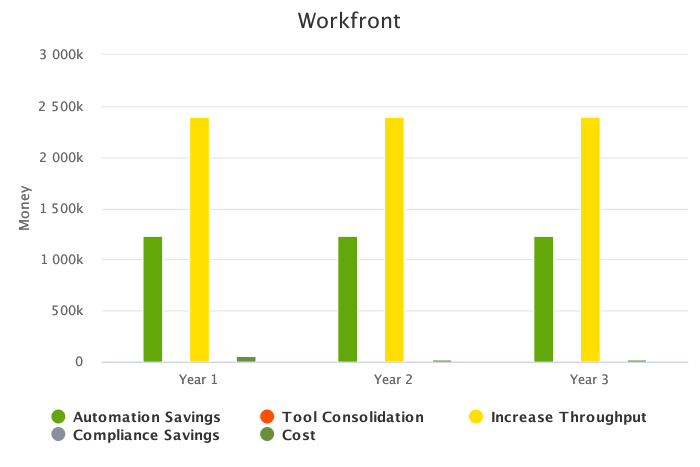 Workfront
3 000k
2 500k
2 000k
1 500k
1 000k
500k
0
Money
Year 1 Year 2 Year 3
Automation Savings Tool Consolidation Increase Throughput
Compliance Savings Cost